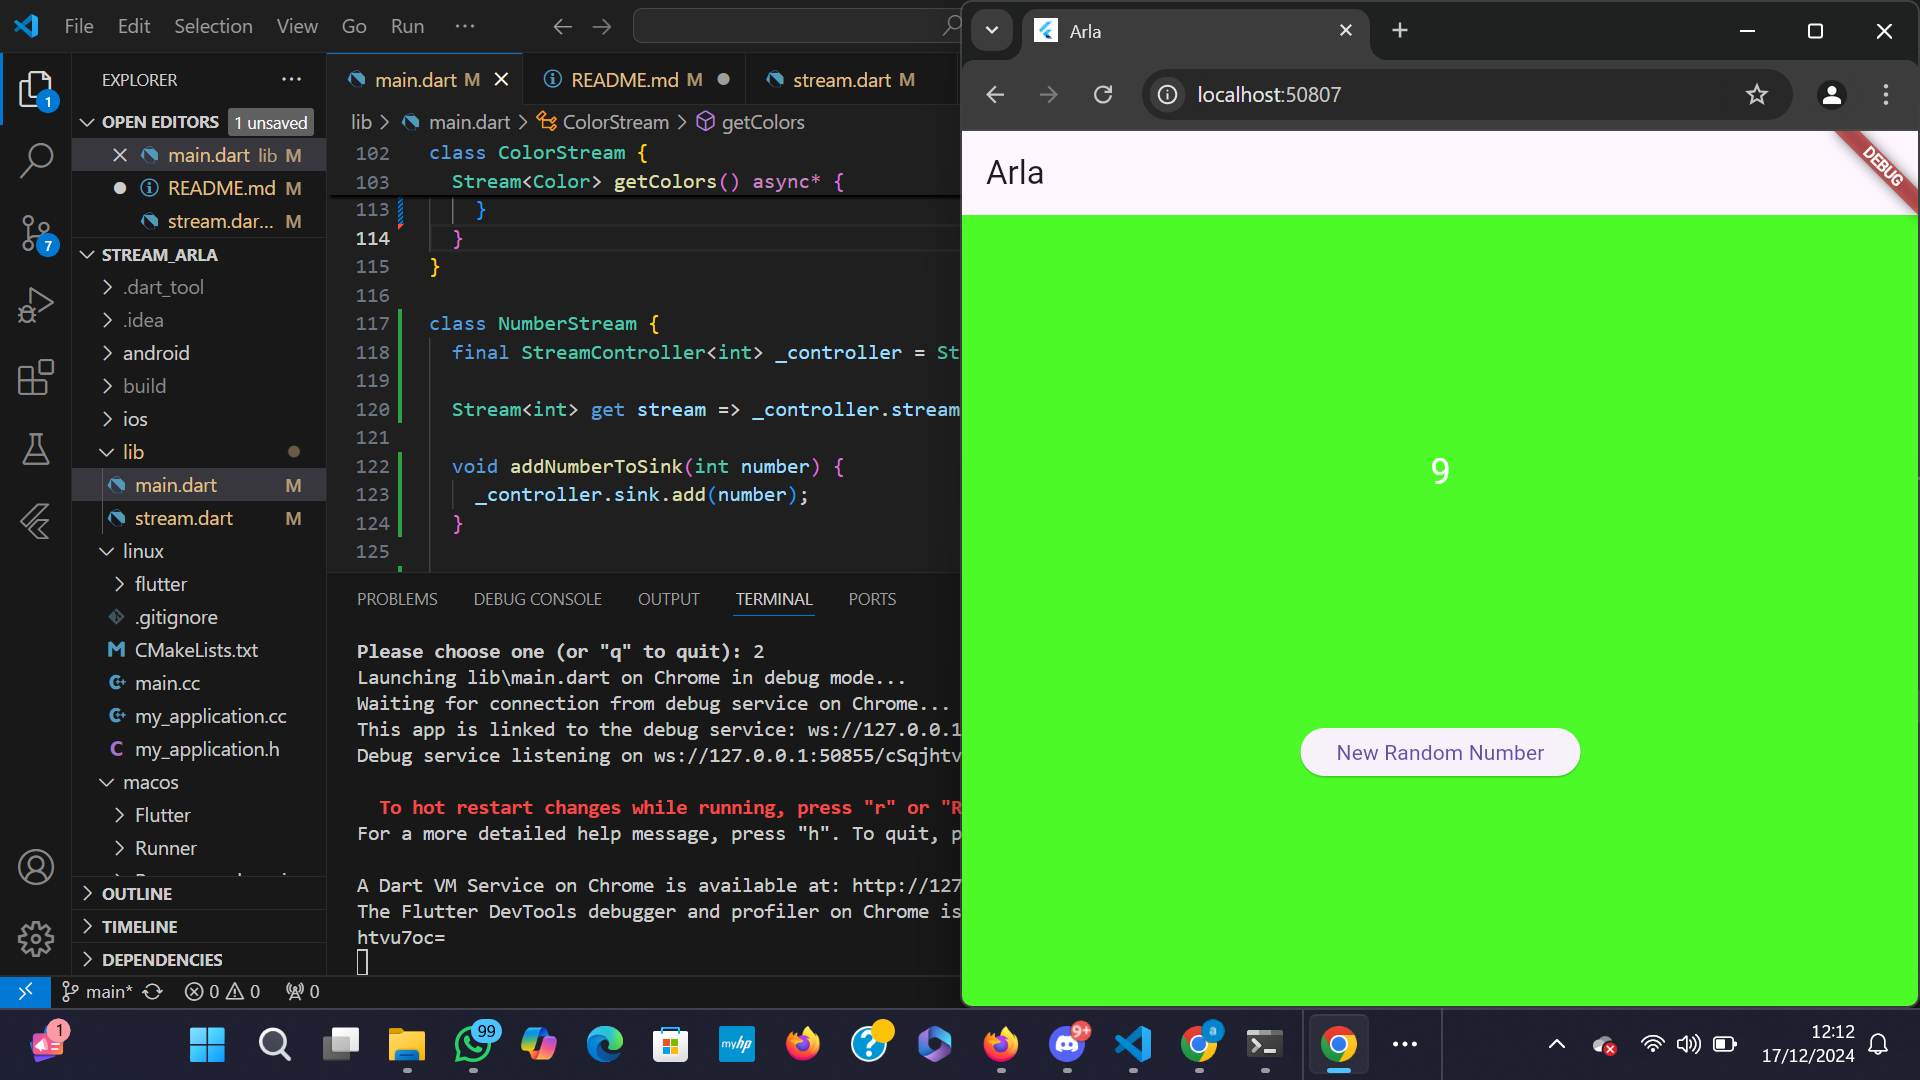 File Edit Selection View Go Run ...
EXPLORER ...
OPEN EDITORS 1 unsaved
main.dart lib M
README.md M
stream.dar... M
STREAM_ARLA
.dart_tool
.idea
android
build
ios
lib
main.dart M
stream.dart M
linux
flutter
.gitignore
CMakeLists.txt
main.cc
my_application.cc
my_application.h
macos
Flutter
Runner
OUTLINE
TIMELINE
DEPENDENCIES
main.dart M README.md M stream.dart M
lib > main.dart > ColorStream > getColors
102 class ColorStream {
103 Stream<Color> getColors() async* {
113 }
114 }
115 }
116
117 class NumberStream {
118 final StreamController<int> _controller = St
119
120 Stream<int> get stream => _controller.stream
121
122 void addNumberToSink(int number) {
123 _controller.sink.add(number);
124 }
125
PROBLEMS DEBUG CONSOLE OUTPUT TERMINAL PORTS
Please choose one (or "q" to quit): 2
Launching lib\main.dart on Chrome in debug mode...
Waiting for connection from debug service on Chrome...
This app is linked to the debug service: ws://127.0.0.1
Debug service listening on ws://127.0.0.1:50855/cSqjhtv
To hot restart changes while running, press "r" or "R
For a more detailed help message, press "h". To quit, p
A Dart VM Service on Chrome is available at: http://127
The Flutter DevTools debugger and profiler on Chrome is
htvu7oc=
main* 0 0 0
1
7
Arla
localhost:50807
Arla
DEBUG
9
New Random Number
1
99
myhp
9+
a
12:12
17/12/2024